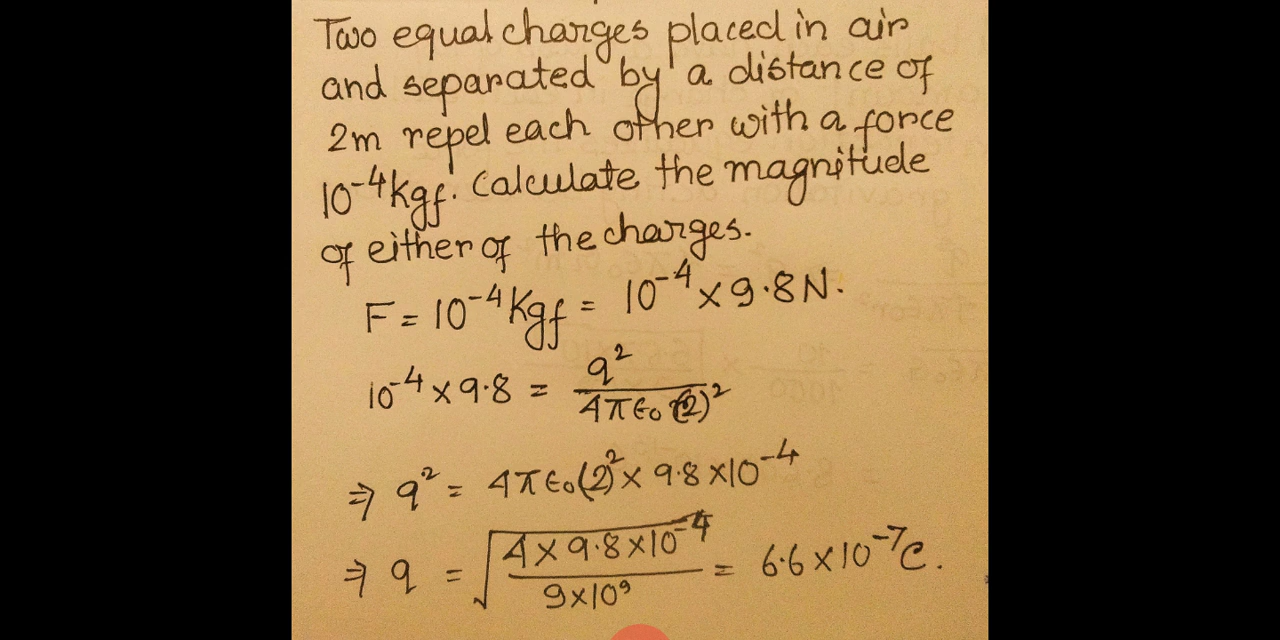 Two equal charges placed in air
and separated by a distance of
2m repel each other with a force
10⁻⁴kgf. Calculate the magnitude
of either of the charges.
F = 10⁻⁴Kgf = 10⁻⁴ × 9.8N.
10⁻⁴ × 9.8 = q² / 4πϵ₀(2)²
⇒ q² = 4πϵ₀(2)² × 9.8 × 10⁻⁴
⇒ q = √(4 × 9.8 × 10⁻⁴ / 9×10⁹) = 6.6 × 10⁻⁷C.